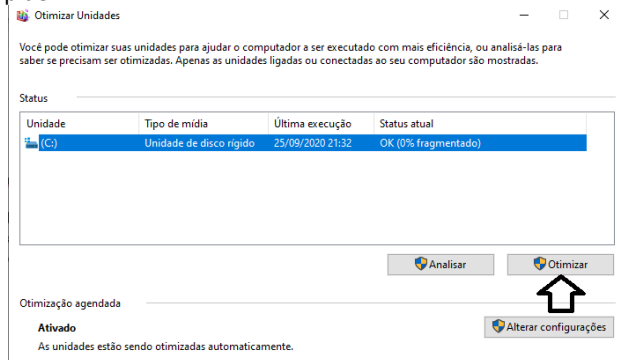 Otimizar Unidades
Você pode otimizar suas unidades para ajudar o computador a ser executado com mais eficiência, ou analisá-las para
saber se precisam ser otimizadas. Apenas as unidades ligadas ou conectadas ao seu computador são mostradas.
Status
Unidade Tipo de mídia Última execução Status atual
(C:) Unidade de disco rígido 25/09/2020 21:32 OK (0% fragmentado)
Analisar Otimizar
Otimização agendada
Ativado Alterar configurações
As unidades estão sendo otimizadas automaticamente.